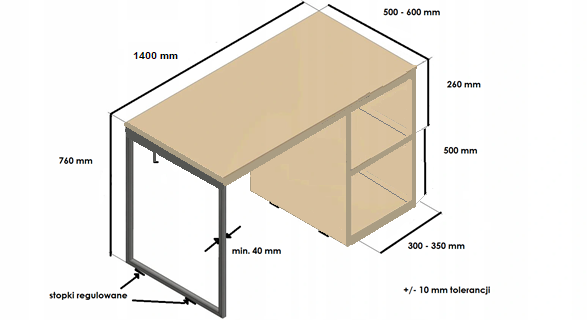 500 - 600 mm
1400 mm
260 mm
760 mm
500 mm
min. 40 mm
300 - 350 mm
stopki regulowane
+/- 10 mm tolerancji